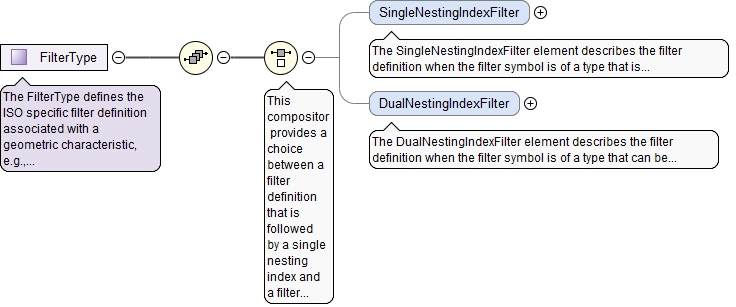 SingleNestingIndexFilter
The SingleNestingIndexFilter element describes the filter
definition when the filter symbol is of a type that is...
FilterType
The FilterType defines the
ISO specific filter definition
associated with a
geometric characteristic,
e.g.,...
This
compositor
provides a
choice
between a
filter
definition
that is
followed
by a single
nesting
index and
a filter...
DualNestingIndexFilter
The DualNestingIndexFilter element describes the filter
definition when the filter symbol is of a type that can be...